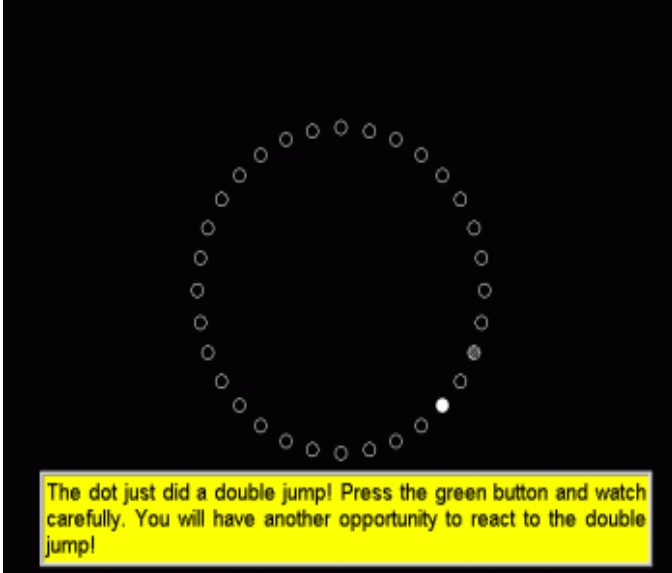 The dot just did a double jump! Press the green button and watch
carefully. You will have another opportunity to react to the double
jump!